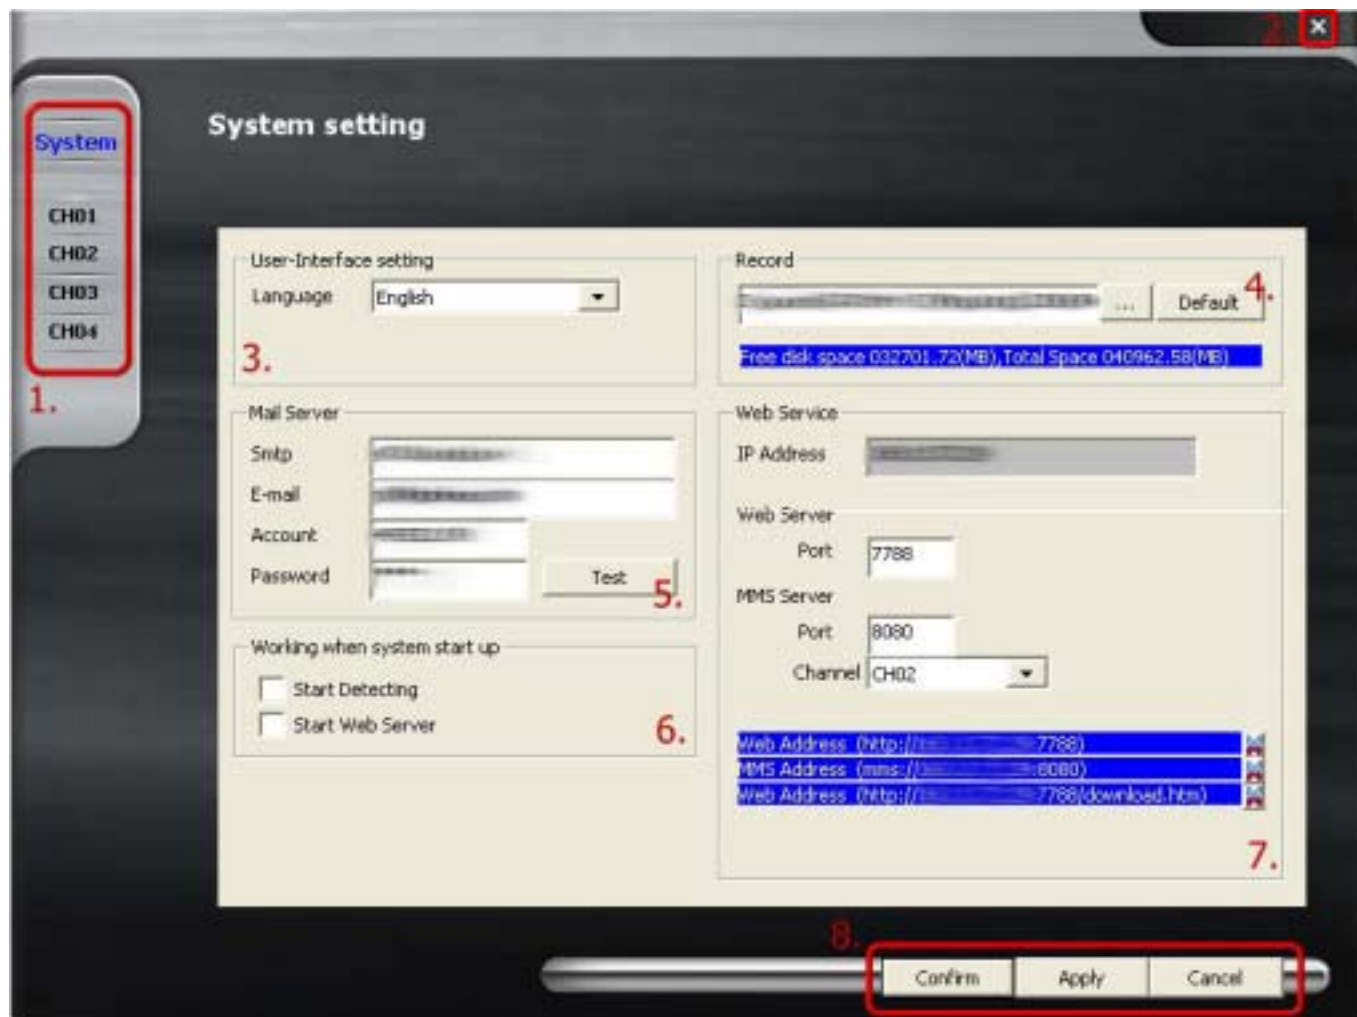 2.
System
CH01
CH02
CH03
CH04
1.
System setting
User-Interface setting
Language English
3.
Record
... Default
4.
Free disk space 032701.72(MB),Total Space 040962.58(MB)
Mail Server
Smtp
E-mail
Account
Password
Test
5.
Working when system start up
Start Detecting
Start Web Server
6.
Web Service
IP Address
Web Server
Port 7788
MMS Server
Port 8080
Channel CH02
Web Address (http:// :7788)
MMS Address (mms:// :8080)
Web Address (http:// :7788/download.htm)
7.
8.
Confirm Apply Cancel